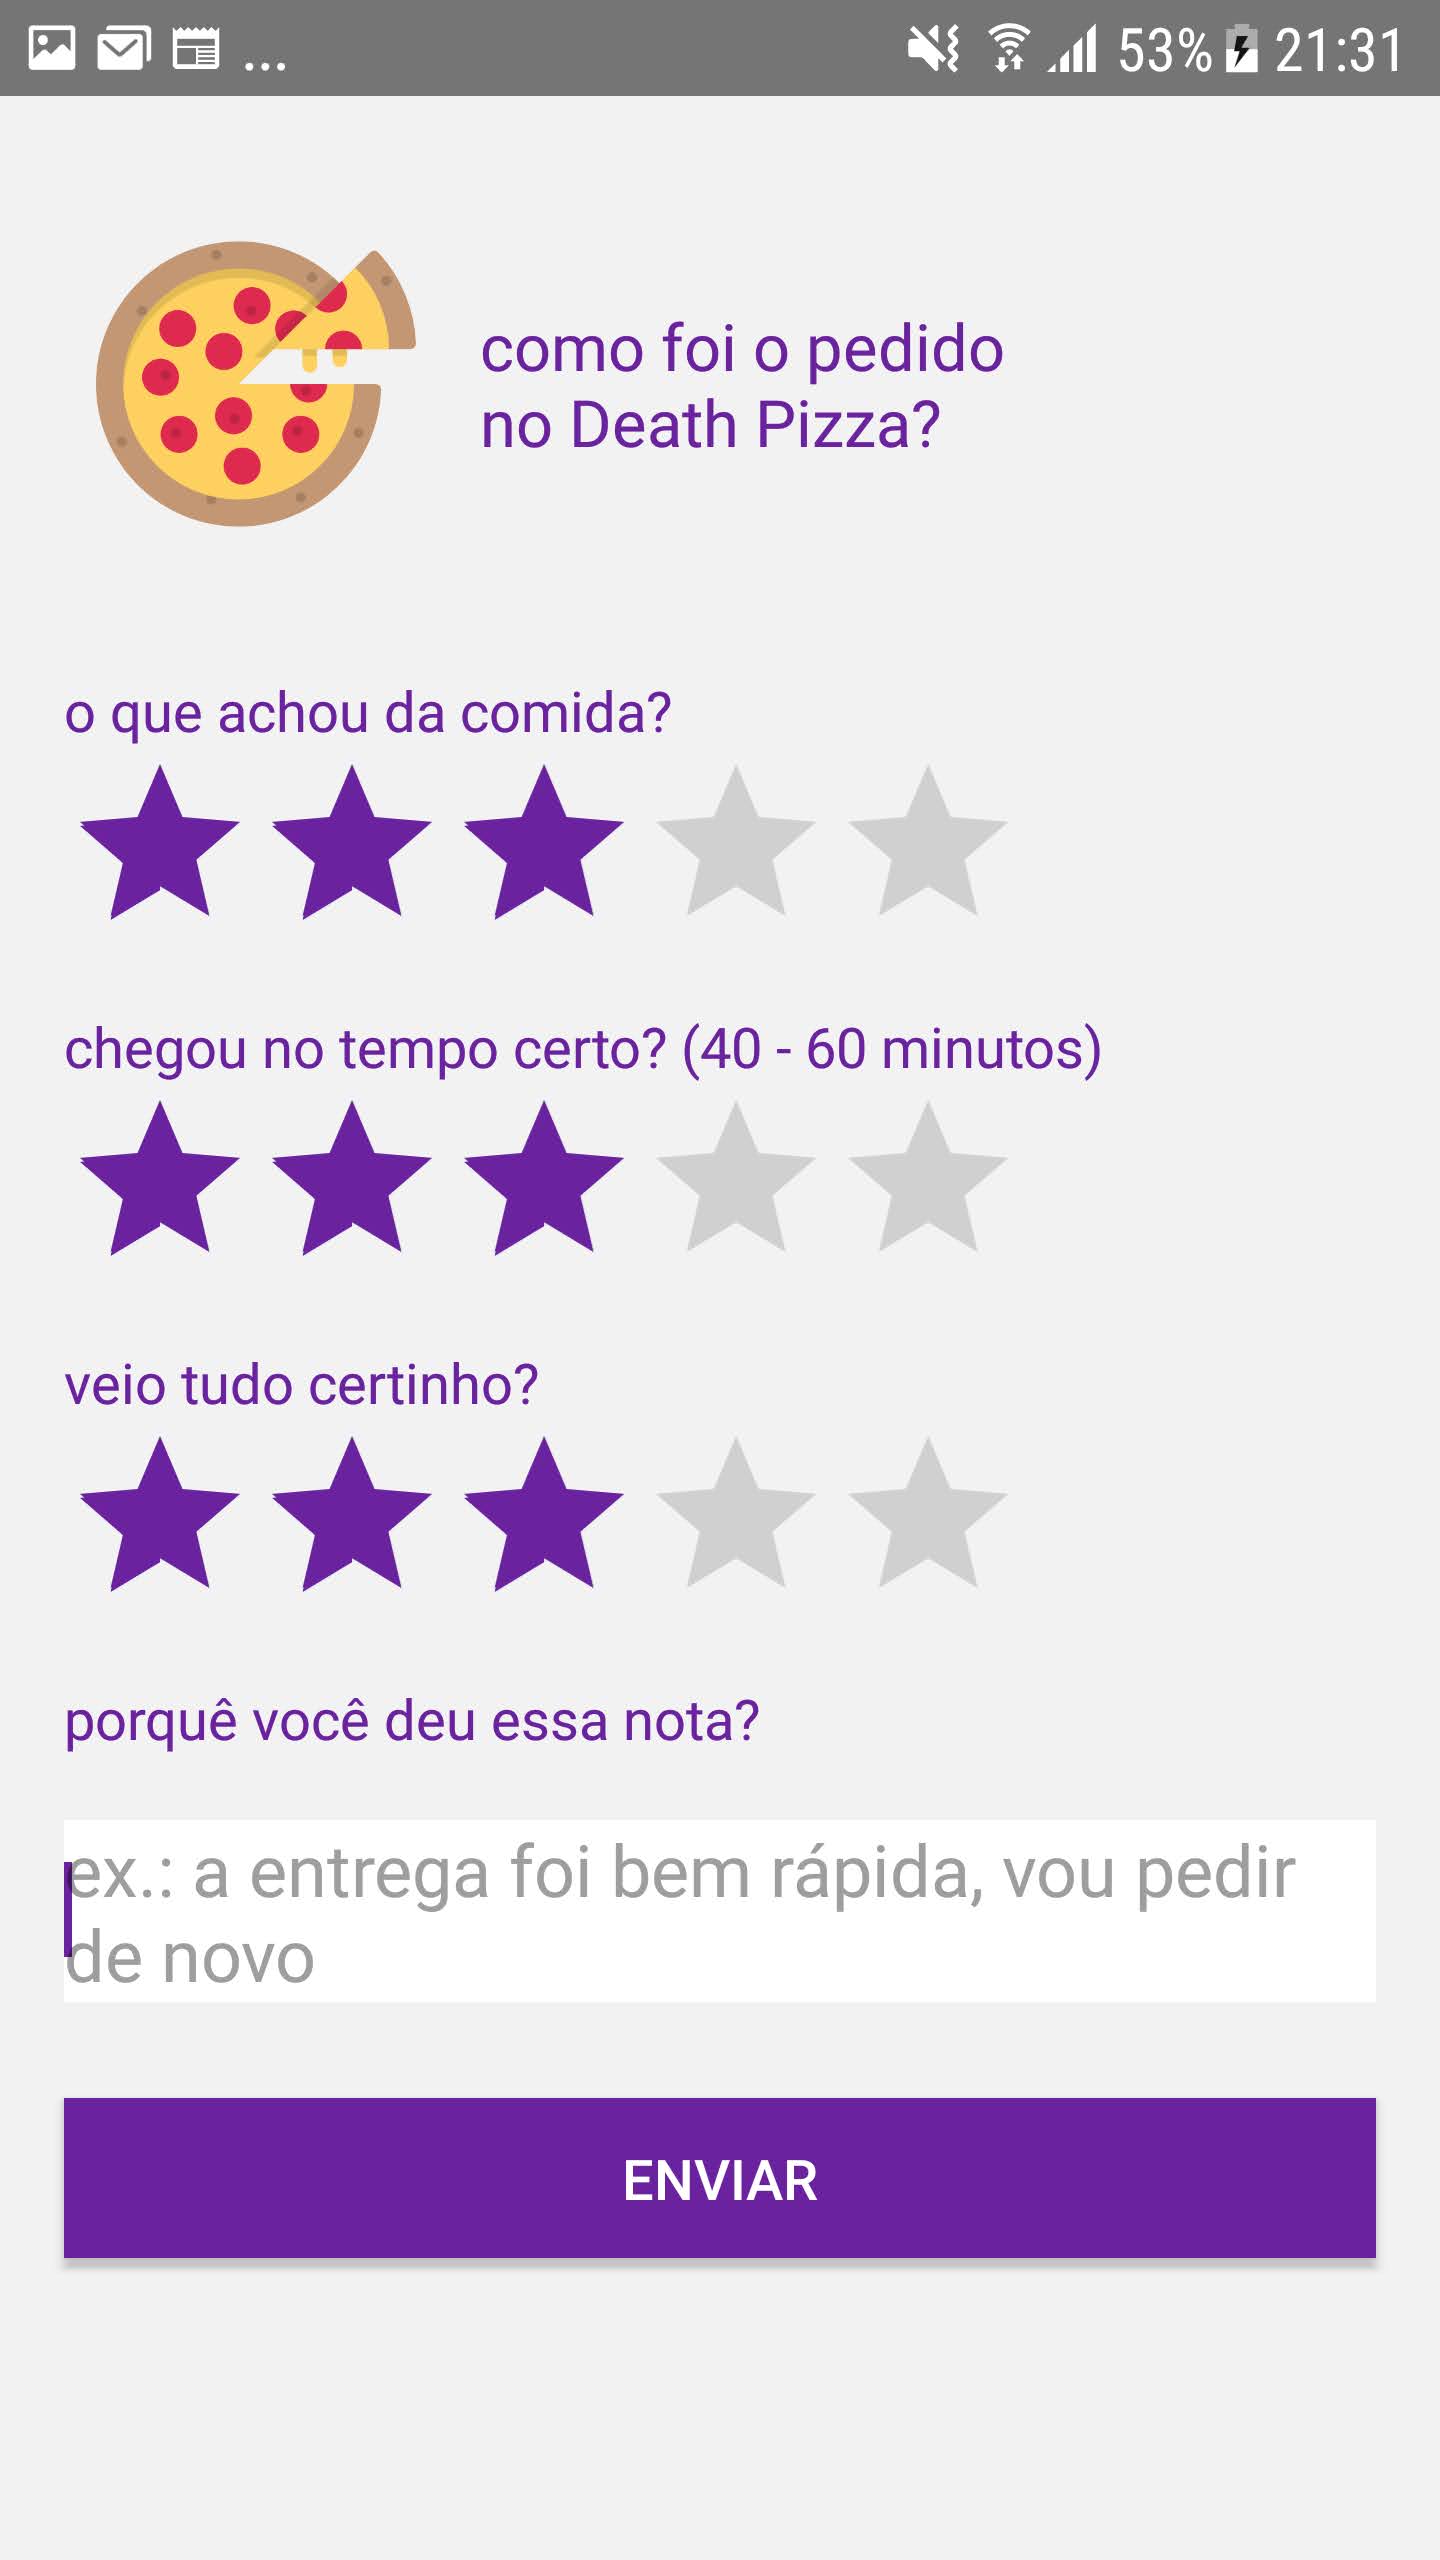 ... 53% 21:31
como foi o pedido
no Death Pizza?
o que achou da comida?
chegou no tempo certo? (40 - 60 minutos)
veio tudo certinho?
porquê você deu essa nota?
ex.: a entrega foi bem rápida, vou pedir
de novo
ENVIAR